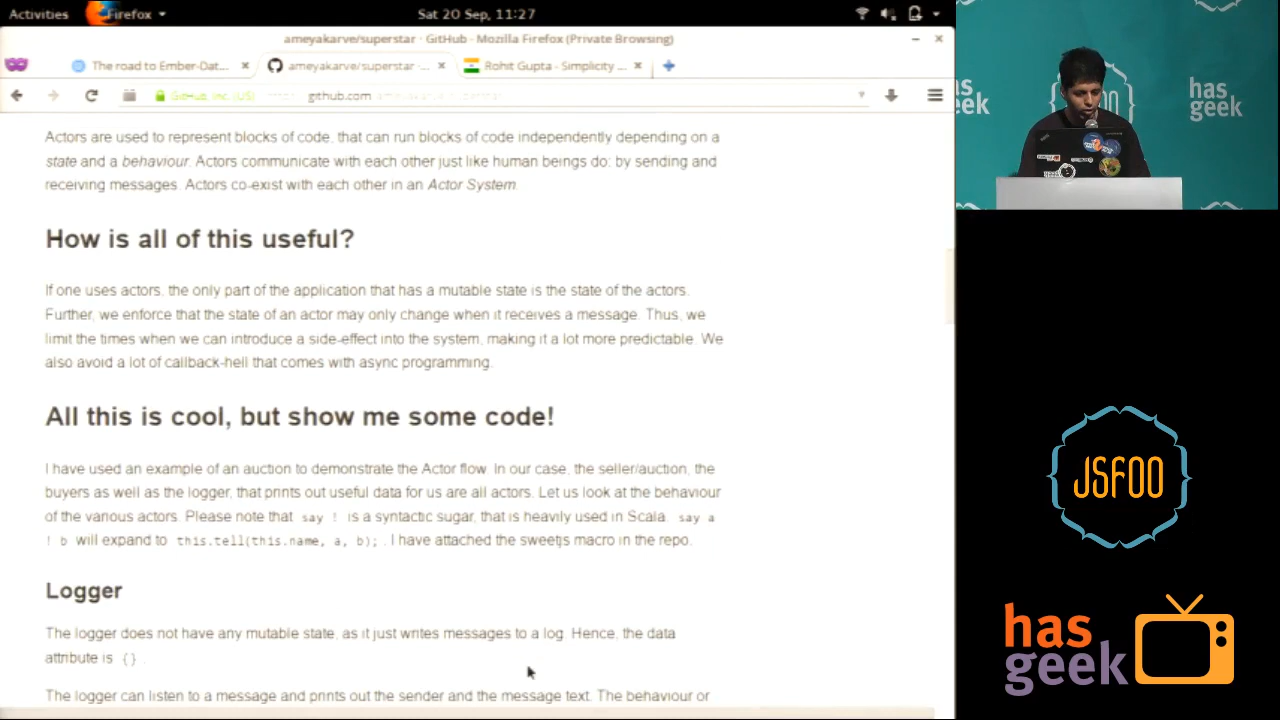 Activities Firefox Sat 20 Sep, 11:27
ameyakarve/superstar · GitHub - Mozilla Firefox (Private Browsing)
The road to Ember-Dat... ameyakarve/superstar ·... Rohit Gupta - Simplicity ...
GitHub, Inc. (US) github.com
Actors are used to represent blocks of code, that can run blocks of code independently depending on a
state and a behaviour. Actors communicate with each other just like human beings do: by sending and
receiving messages. Actors co-exist with each other in an Actor System.
How is all of this useful?
If one uses actors, the only part of the application that has a mutable state is the state of the actors.
Further, we enforce that the state of an actor may only change when it receives a message. Thus, we
limit the times when we can introduce a side-effect into the system, making it a lot more predictable. We
also avoid a lot of callback-hell that comes with async programming.
All this is cool, but show me some code!
I have used an example of an auction to demonstrate the Actor flow. In our case, the seller/auction, the
buyers as well as the logger, that prints out useful data for us are all actors. Let us look at the behaviour
of the various actors. Please note that say ! is a syntactic sugar, that is heavily used in Scala. say a
! b will expand to this.tell(this.name, a, b);. I have attached the sweetjs macro in the repo.
Logger
The logger does not have any mutable state, as it just writes messages to a log. Hence, the data
attribute is {}.
The logger can listen to a message and prints out the sender and the message text. The behaviour or
has
geek
JSFOO
has
geek